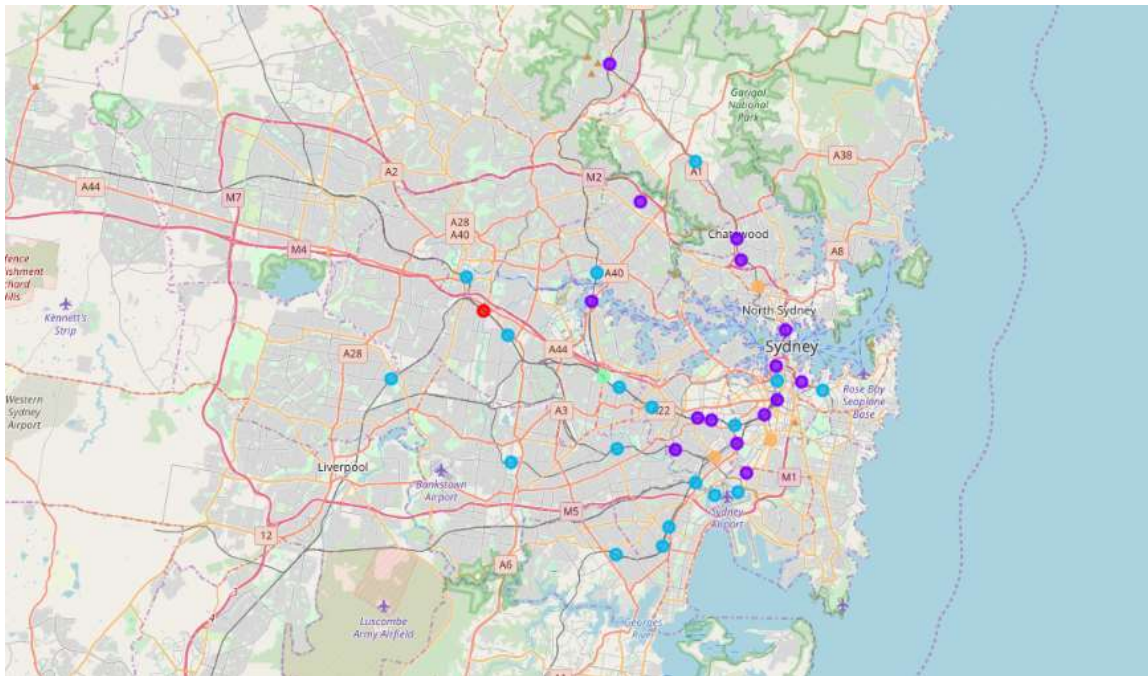 Garigal
National
Park
A38
A1
A2
M2
A44
M7
A28
A40
Chatswood
A8
M4
A40
Kennett's
Strip
North Sydney
Sydney
A28
A44
Rose Bay
Seaplane
Base
Western
Sydney
Airport
A3
Liverpool
Bankstown
Airport
M1
M5
Sydney
Airport
12
A6
Luscombe
Army Airfield
Georges
River